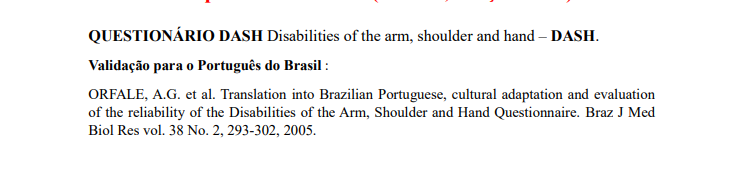 QUESTIONÁRIO DASH Disabilities of the arm, shoulder and hand – DASH.
Validação para o Português do Brasil :
ORFALE, A.G. et al. Translation into Brazilian Portuguese, cultural adaptation and evaluation
of the reliability of the Disabilities of the Arm, Shoulder and Hand Questionnaire. Braz J Med
Biol Res vol. 38 No. 2, 293-302, 2005.